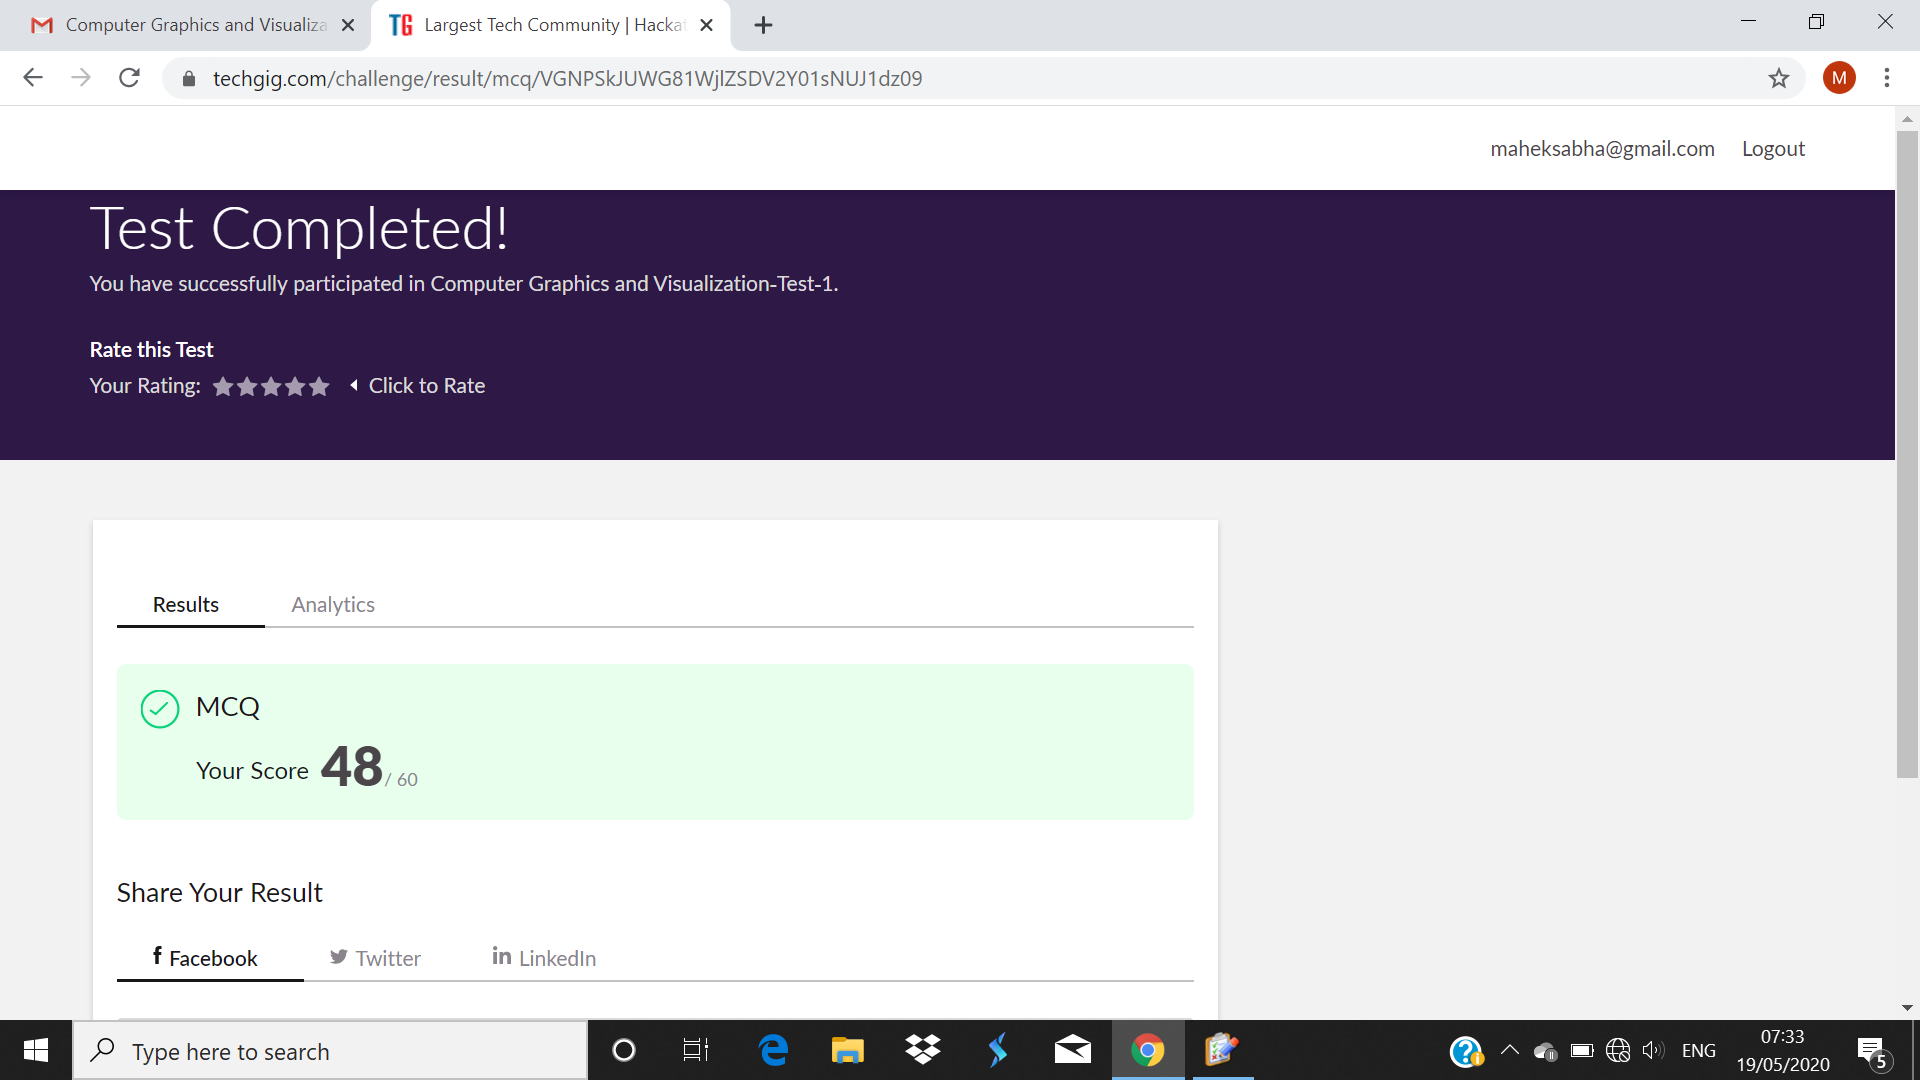 Computer Graphics and Visualiza
TG Largest Tech Community | Hacka
techgig.com/challenge/result/mcq/VGNPSkJUWG81WjlZSDV2Y01sNUJ1dz09
M
maheksabha@gmail.com Logout
Test Completed!
You have successfully participated in Computer Graphics and Visualization-Test-1.
Rate this Test
Your Rating: Click to Rate
Results Analytics
MCQ
Your Score 48 / 60
Share Your Result
f Facebook Twitter in LinkedIn
Type here to search
ENG
07:33
19/05/2020
5